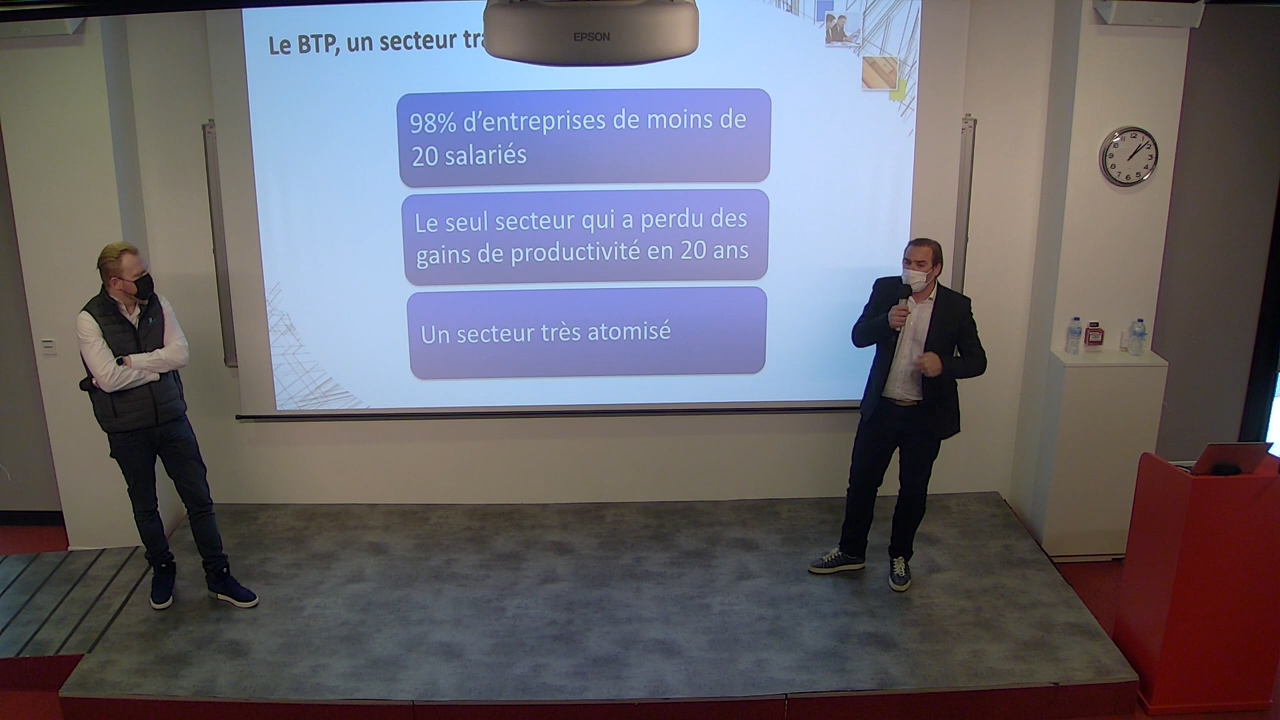 Le BTP, un secteur
EPSON
98% d'entreprises de moins de
20 salariés
Le seul secteur qui a perdu des
gains de productivité en 20 ans
Un secteur très atomisé